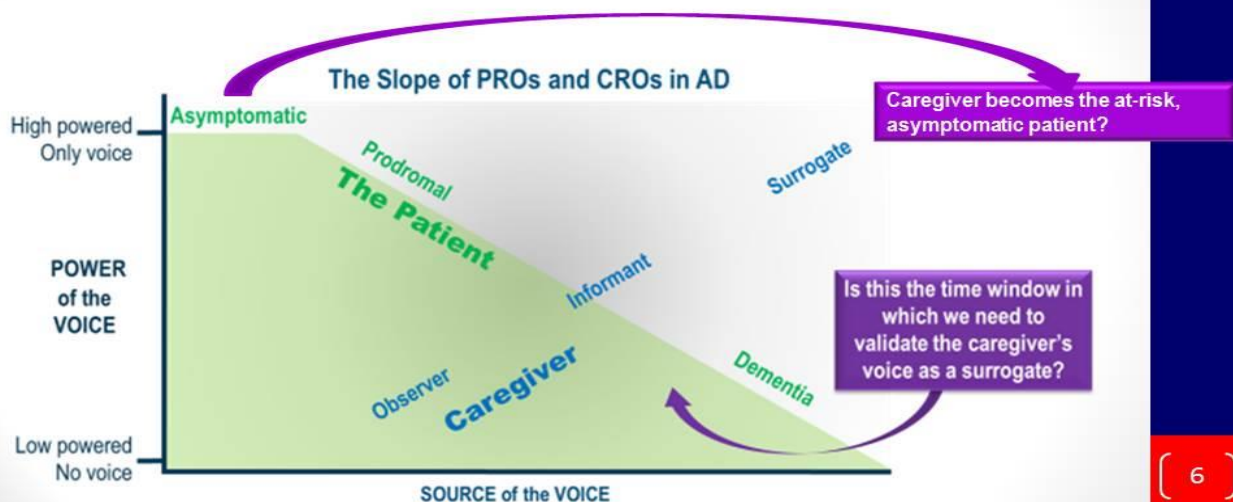 The Slope of PROs and CROs in AD
Caregiver becomes the at-risk,
asymptomatic patient?
High powered
Only voice
Asymptomatic
Prodromal
The Patient
Surrogate
POWER
of the
VOICE
Informant
Is this the time window in
which we need to
validate the caregiver's
voice as a surrogate?
Observer
Caregiver
Dementia
Low powered
No voice
SOURCE of the VOICE
[ 6 ]